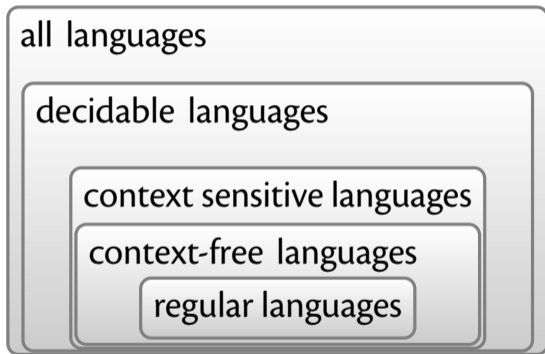 all languages
decidable languages
context sensitive languages
context-free languages
regular languages